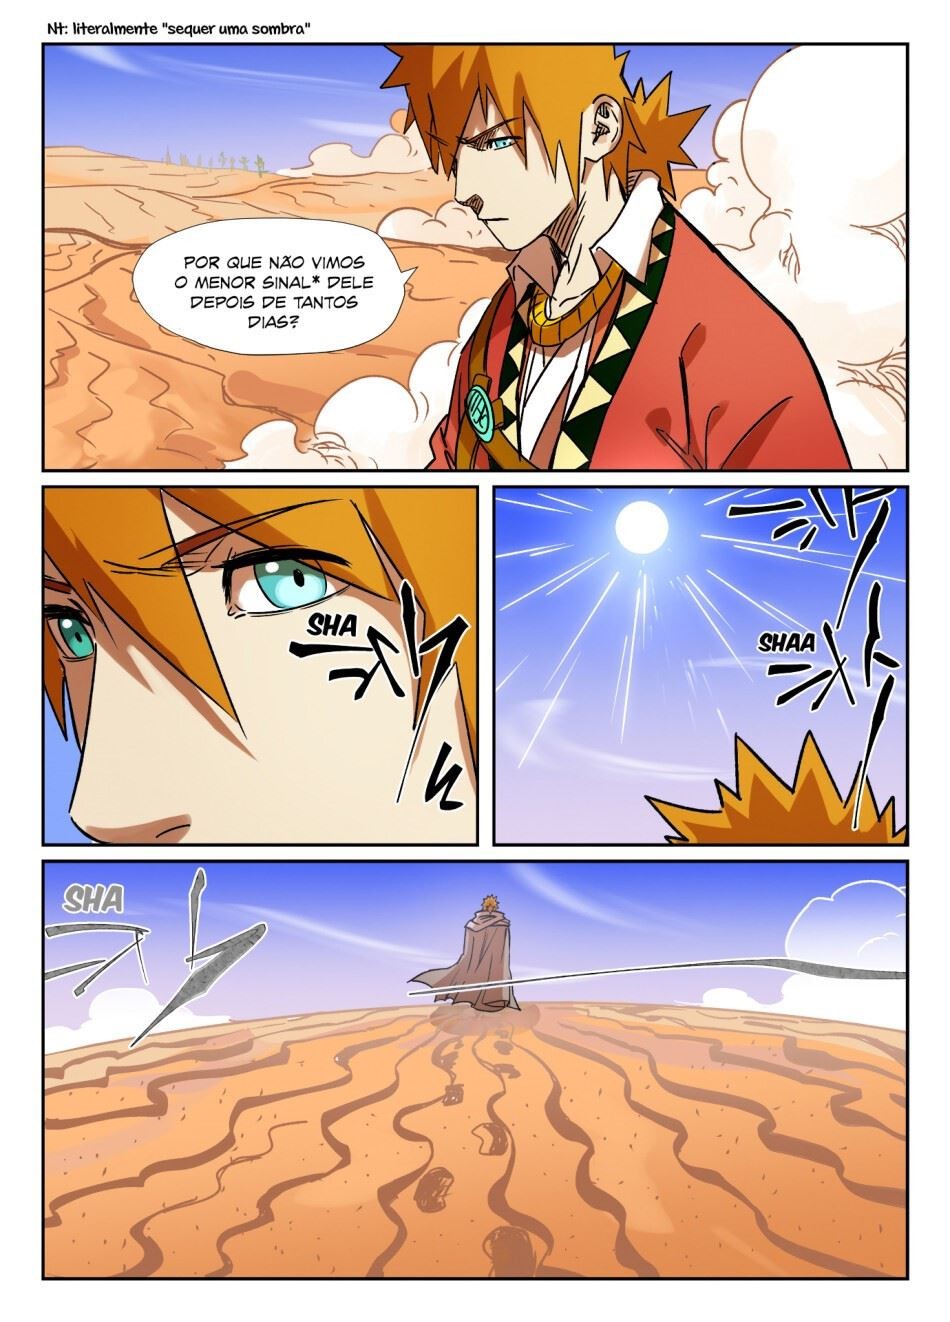 Nt: literalmente "sequer uma sombra"
POR QUE NÃO VIMOS
O MENOR SINAL* DELE
DEPOIS DE TANTOS
DIAS?
SHA
SHAA
SHA